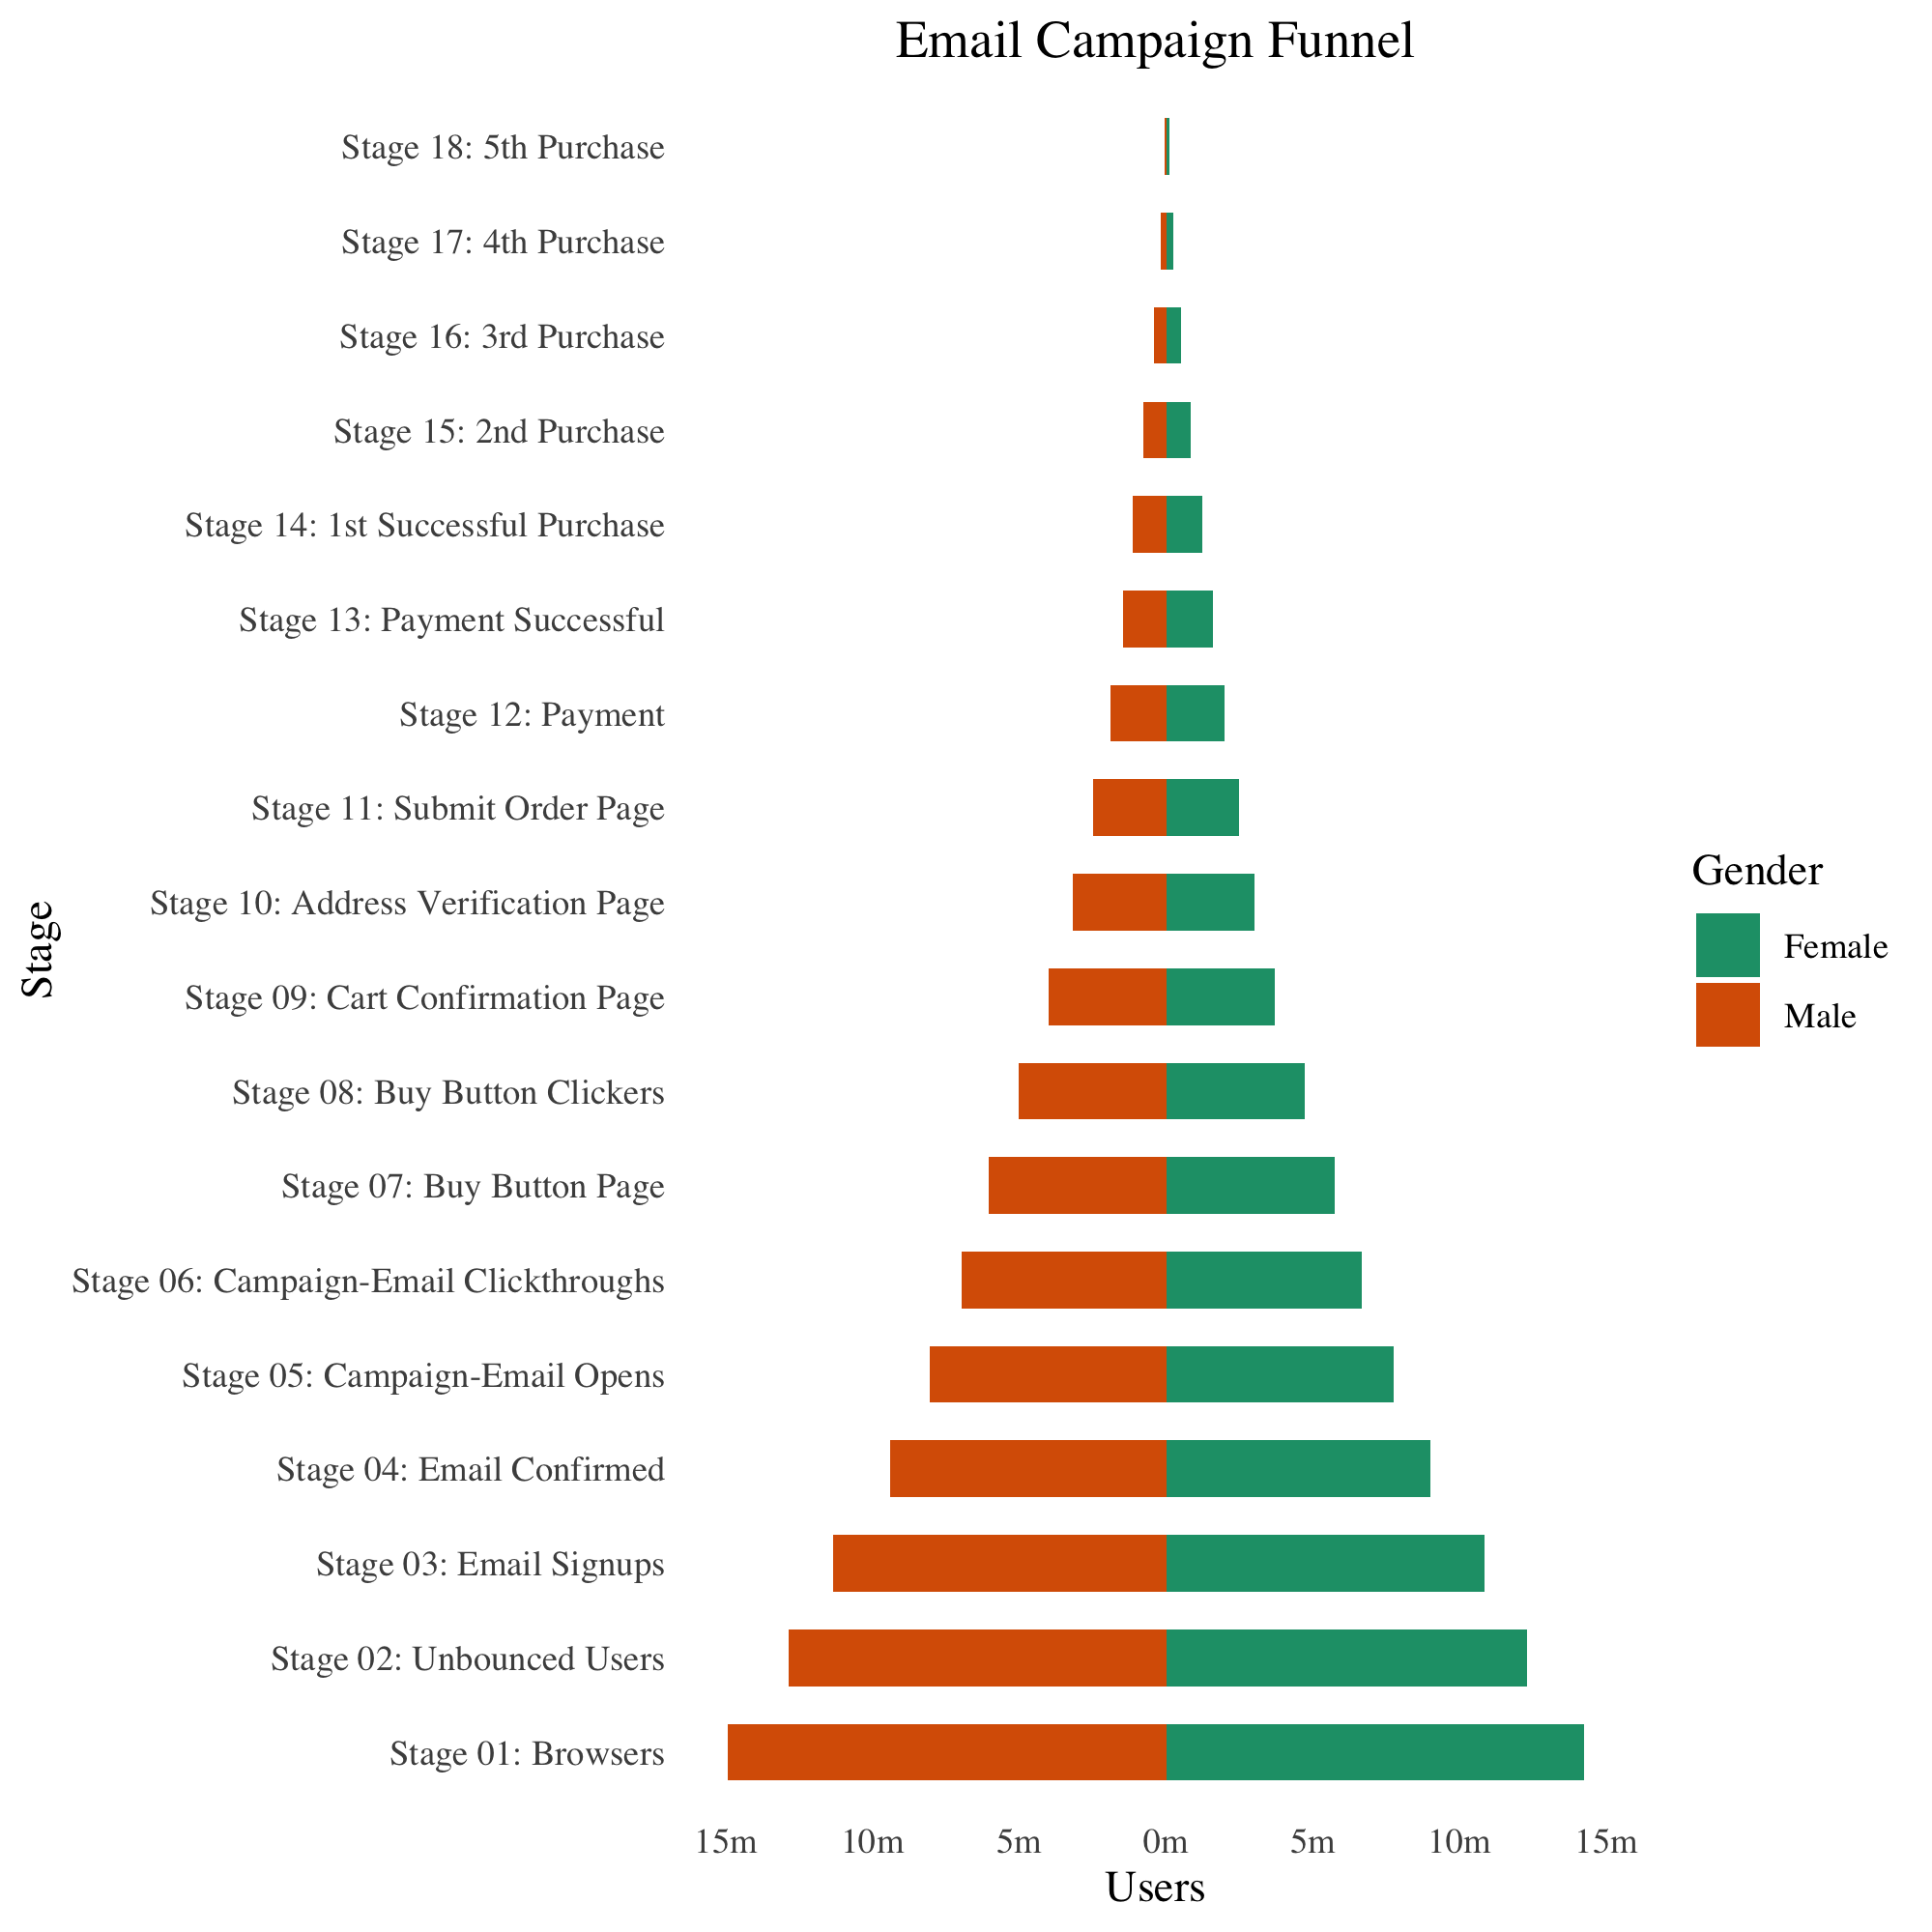 Email Campaign Funnel
Stage 18: 5th Purchase
Stage 17: 4th Purchase
Stage 16: 3rd Purchase
Stage 15: 2nd Purchase
Stage 14: 1st Successful Purchase
Stage 13: Payment Successful
Stage 12: Payment
Stage 11: Submit Order Page
Stage 10: Address Verification Page
Stage 09: Cart Confirmation Page
Stage 08: Buy Button Clickers
Stage 07: Buy Button Page
Stage 06: Campaign-Email Clickthroughs
Stage 05: Campaign-Email Opens
Stage 04: Email Confirmed
Stage 03: Email Signups
Stage 02: Unbounced Users
Stage 01: Browsers
Stage
15m 10m 5m 0m 5m 10m 15m
Users
Gender
Female
Male